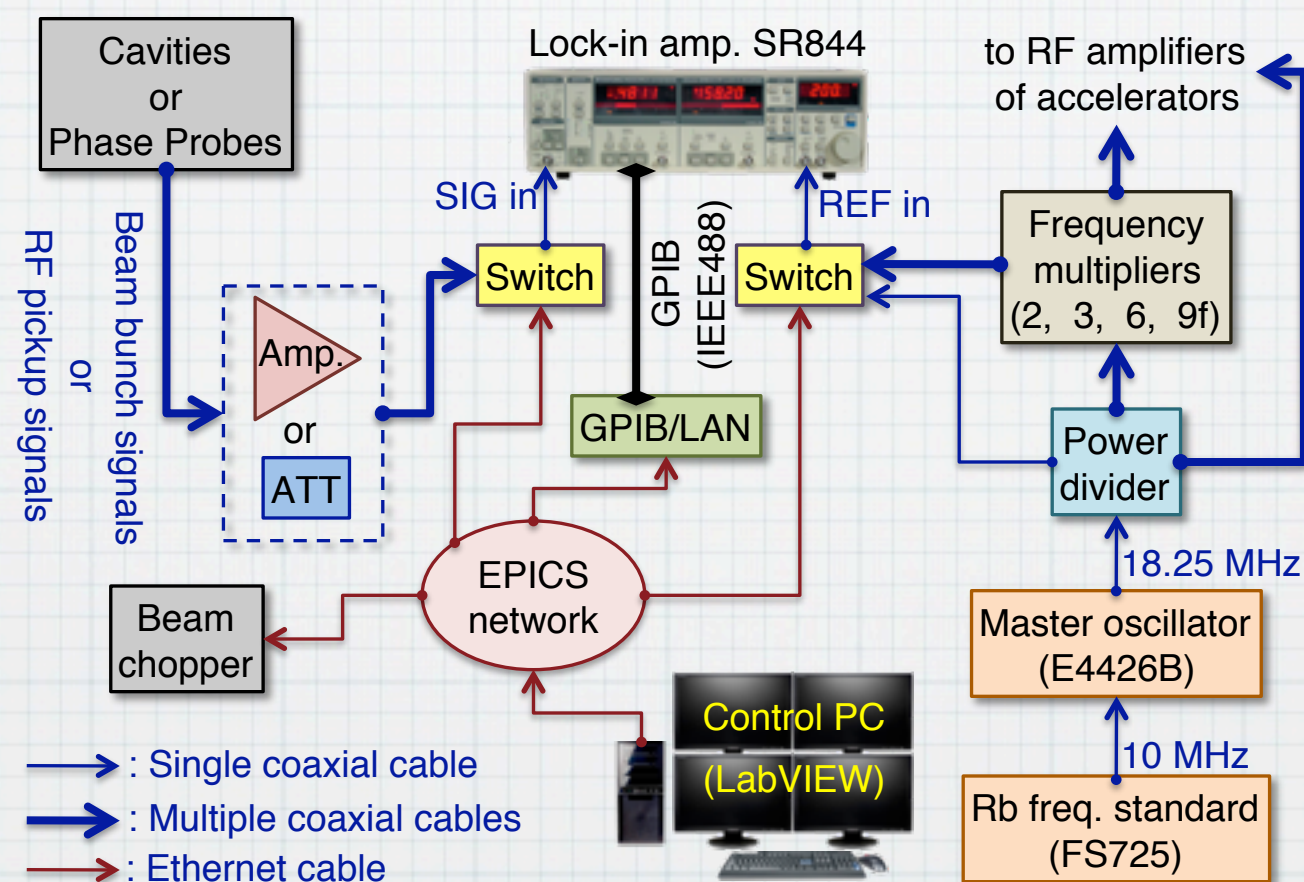 Cavities
or
Phase Probes
Lock-in amp. SR844
to RF amplifiers
of accelerators
200.
SIG in
REF in
GPIB
(IEEE488)
Beam bunch signals
or
RF pickup signals
Switch
Switch
Frequency
multipliers
(2, 3, 6, 9f)
Amp.
or
ATT
GPIB/LAN
Power
divider
EPICS
network
18.25 MHz
Beam
chopper
Master oscillator
(E4426B)
Control PC
(LabVIEW)
10 MHz
Rb freq. standard
(FS725)
: Single coaxial cable
: Multiple coaxial cables
: Ethernet cable